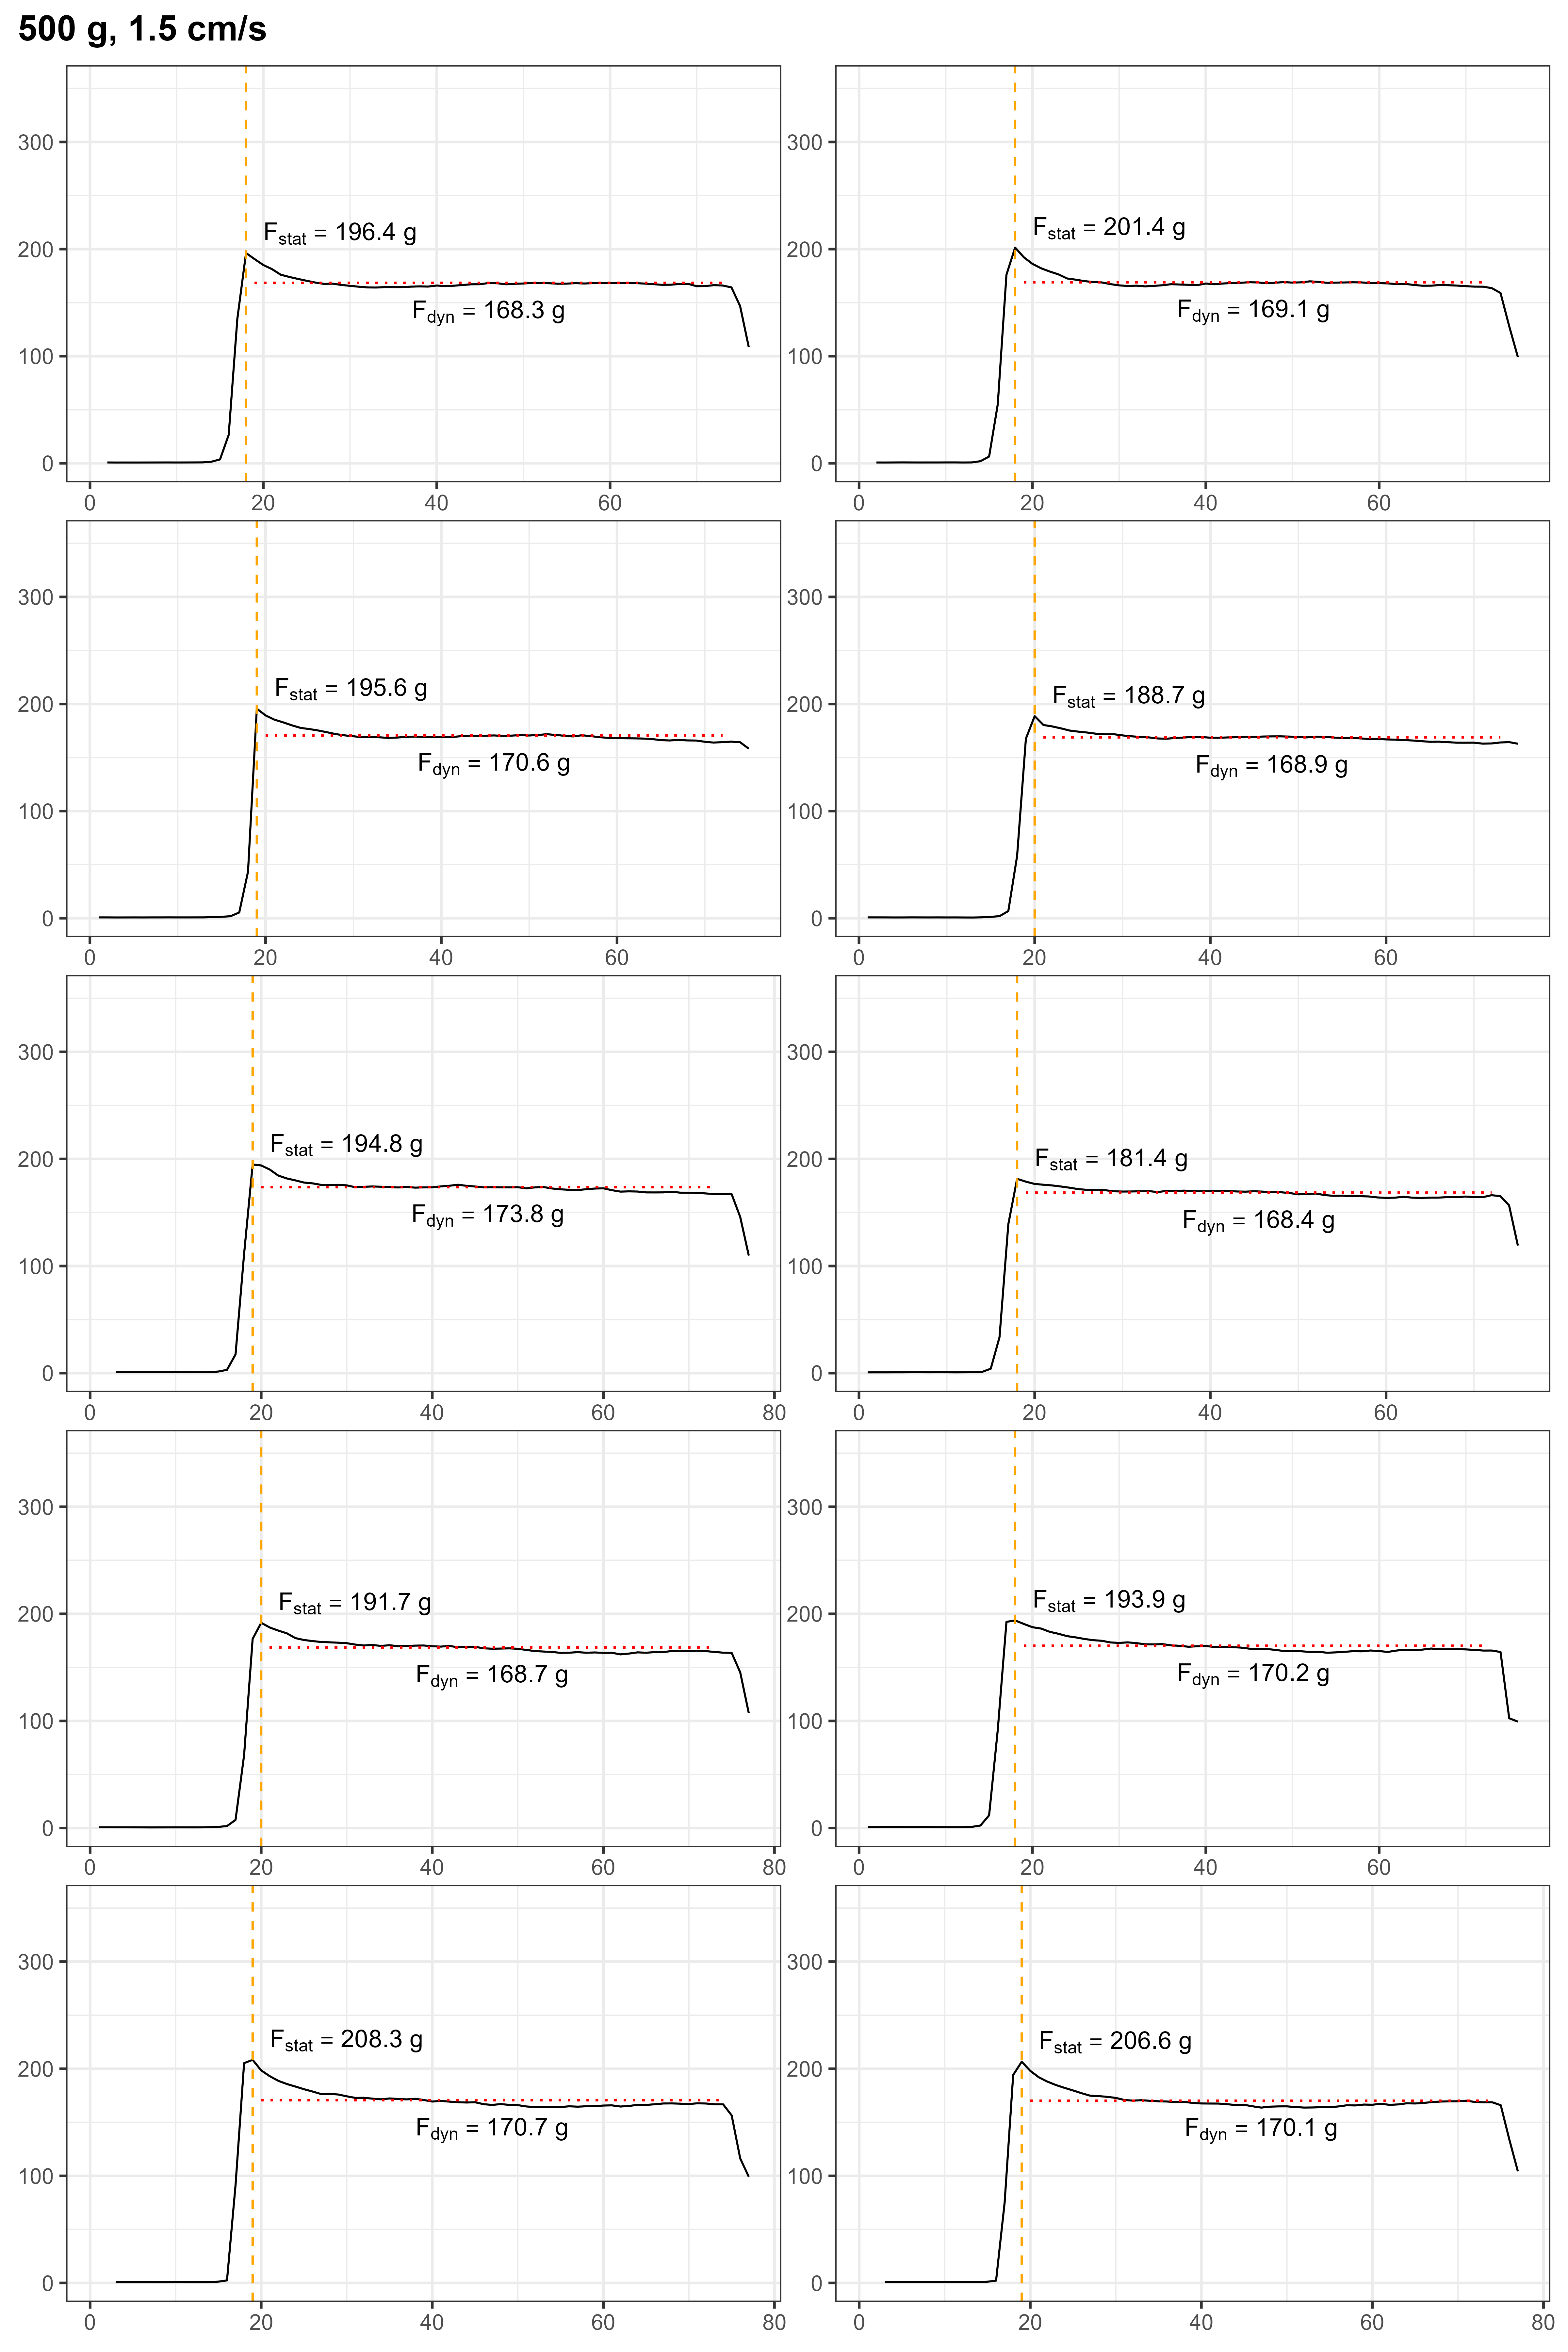 500 g, 1.5 cm/s
300
200
100
0
Fstat = 196.4 g
Fdyn = 168.3 g
0 20 40 60
300
200
100
0
Fstat = 201.4 g
Fdyn = 169.1 g
0 20 40 60
300
200
100
0
Fstat = 195.6 g
Fdyn = 170.6 g
0 20 40 60
300
200
100
0
Fstat = 188.7 g
Fdyn = 168.9 g
0 20 40 60
300
200
100
0
Fstat = 194.8 g
Fdyn = 173.8 g
0 20 40 60 80
300
200
100
0
Fstat = 181.4 g
Fdyn = 168.4 g
0 20 40 60
300
200
100
0
Fstat = 191.7 g
Fdyn = 168.7 g
0 20 40 60 80
300
200
100
0
Fstat = 193.9 g
Fdyn = 170.2 g
0 20 40 60
300
200
100
0
Fstat = 208.3 g
Fdyn = 170.7 g
0 20 40 60 80
300
200
100
0
Fstat = 206.6 g
Fdyn = 170.1 g
0 20 40 60 80